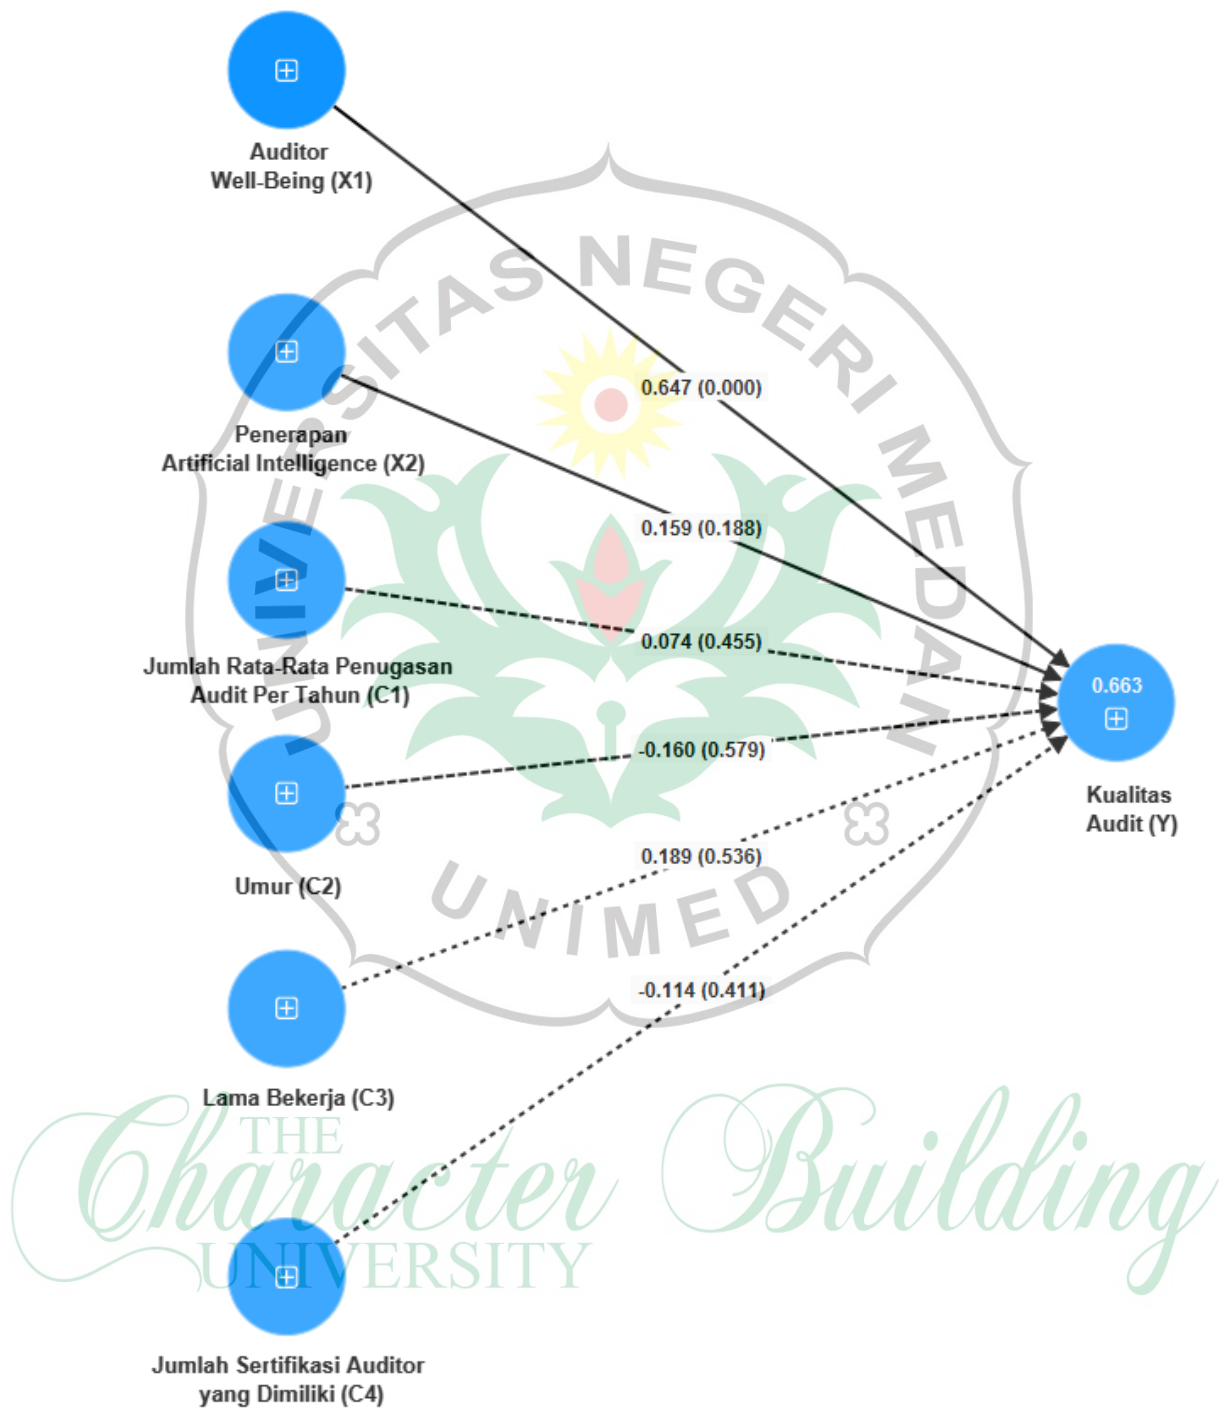 Auditor
Well-Being (X1)
UNIVERSITAS NEGERI MEDAN
0.647 (0.000)
Penerapan
Artificial Intelligence (X2)
0.159 (0.188)
0.074 (0.455)
Jumlah Rata-Rata Penugasan
Audit Per Tahun (C1)
0.663
-0.160 (0.579)
Kualitas
Audit (Y)
0.189 (0.536)
Umur (C2)
UNIMED
-0.114 (0.411)
Lama Bekerja (C3)
THE
Character Building
UNIVERSITY
Jumlah Sertifikasi Auditor
yang Dimiliki (C4)